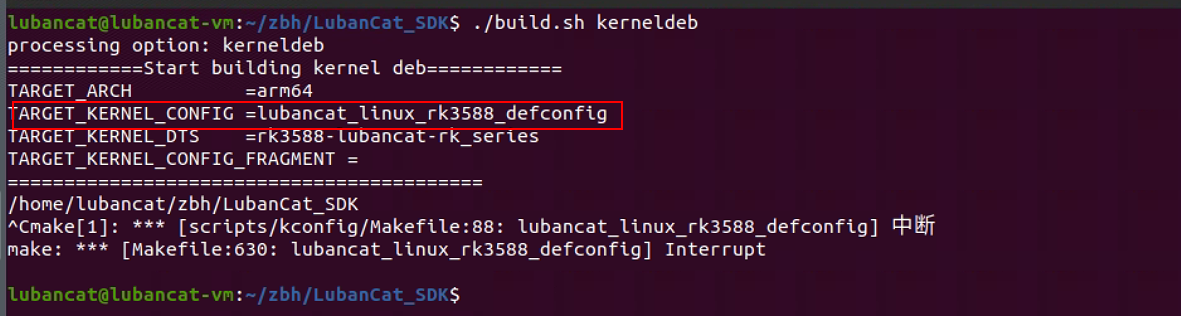 lubancat@lubancat-vm:~/zbh/LubanCat_SDK$ ./build.sh kerneldeb
processing option: kerneldeb
============Start building kernel deb============
TARGET_ARCH          =arm64
TARGET_KERNEL_CONFIG =lubancat_linux_rk3588_defconfig
TARGET_KERNEL_DTS    =rk3588-lubancat-rk_series
TARGET_KERNEL_CONFIG_FRAGMENT =
==========================================
/home/lubancat/zbh/LubanCat_SDK
^Cmake[1]: *** [scripts/kconfig/Makefile:88: lubancat_linux_rk3588_defconfig] 中断
make: *** [Makefile:630: lubancat_linux_rk3588_defconfig] Interrupt
lubancat@lubancat-vm:~/zbh/LubanCat_SDK$